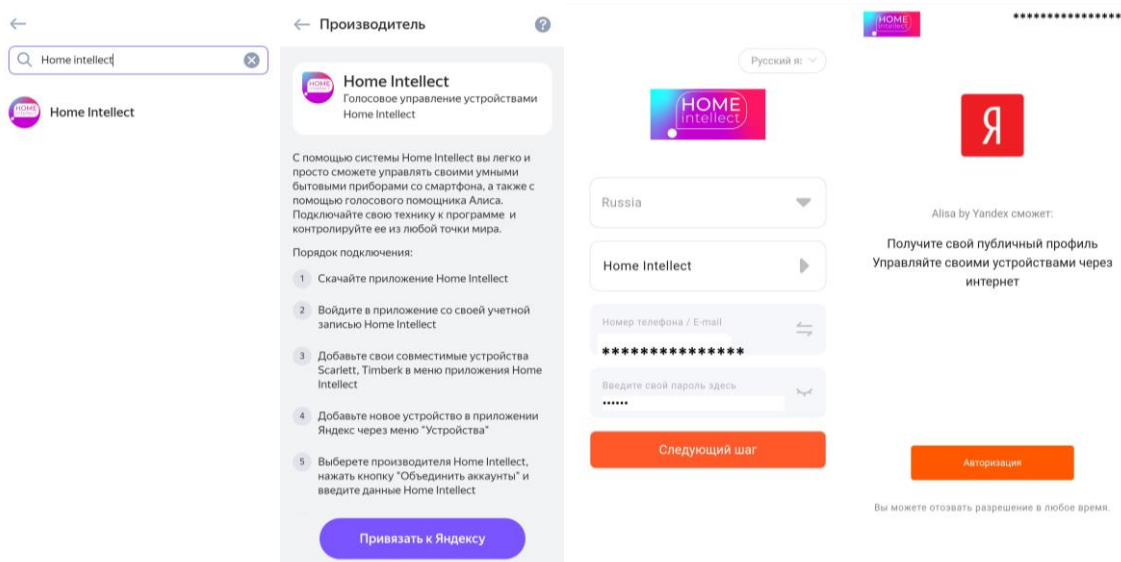 Home intellect
HOME
intellect
Home Intellect
Производитель
?
HOME
intellect
Home Intellect
Голосовое управление устройствами
Home Intellect
С помощью системы Home Intellect вы легко и
просто сможете управлять своими умными
бытовыми приборами со смартфона, а также с
помощью голосового помощника Алиса.
Подключайте свою технику к программе и
контролируйте ее из любой точки мира.
Порядок подключения:
1 Скачайте приложение Home Intellect
2 Войдите в приложение со своей учетной
записью Home Intellect
3 Добавьте свои совместимые устройства
Scarlett, Timberk в меню приложения Home
Intellect
4 Добавьте новое устройство в приложении
Яндекс через меню "Устройства"
5 Выберете производителя Home Intellect,
нажать кнопку "Объединить аккаунты" и
введите данные Home Intellect
Привязать к Яндексу
Русский я:
HOME
intellect
Russia
Home Intellect
Номер телефона / E-mail
***************
Введите свой пароль здесь
••••••
Следующий шаг
HOME
intellect
****************
Я
Alisa by Yandex сможет:
Получите свой публичный профиль
Управляйте своими устройствами через
интернет
Авторизация
Вы можете отозвать разрешение в любое время.